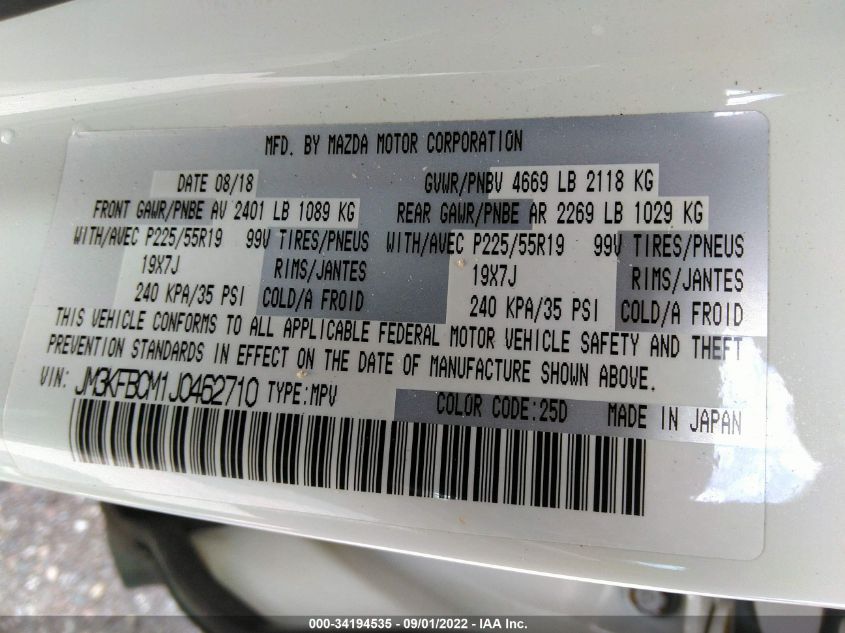 MFD. BY MAZDA MOTOR CORPORATION
DATE 08/18 GVWR/PNBV 4669 LB 2118 KG
FRONT GAWR/PNBE AV 2401 LB 1089 KG REAR GAWR/PNBE AR 2269 LB 1029 KG
WITH/AVEC P225/55R19 99V TIRES/PNEUS WITH/AVEC P225/55R19 99V TIRES/PNEUS
19X7J RIMS/JANTES 19X7J RIMS/JANTES
240 KPA/35 PSI COLD/A FROID 240 KPA/35 PSI COLD/A FROID
THIS VEHICLE CONFORMS TO ALL APPLICABLE FEDERAL MOTOR VEHICLE SAFETY AND THEFT
PREVENTION STANDARDS IN EFFECT ON THE DATE OF MANUFACTURE SHOWN ABOVE.
VIN: JM3KFBCM1J0462710 TYPE:MPV COLOR CODE:25D MADE IN JAPAN
000-34194535 - 09/01/2022 - IAA Inc.